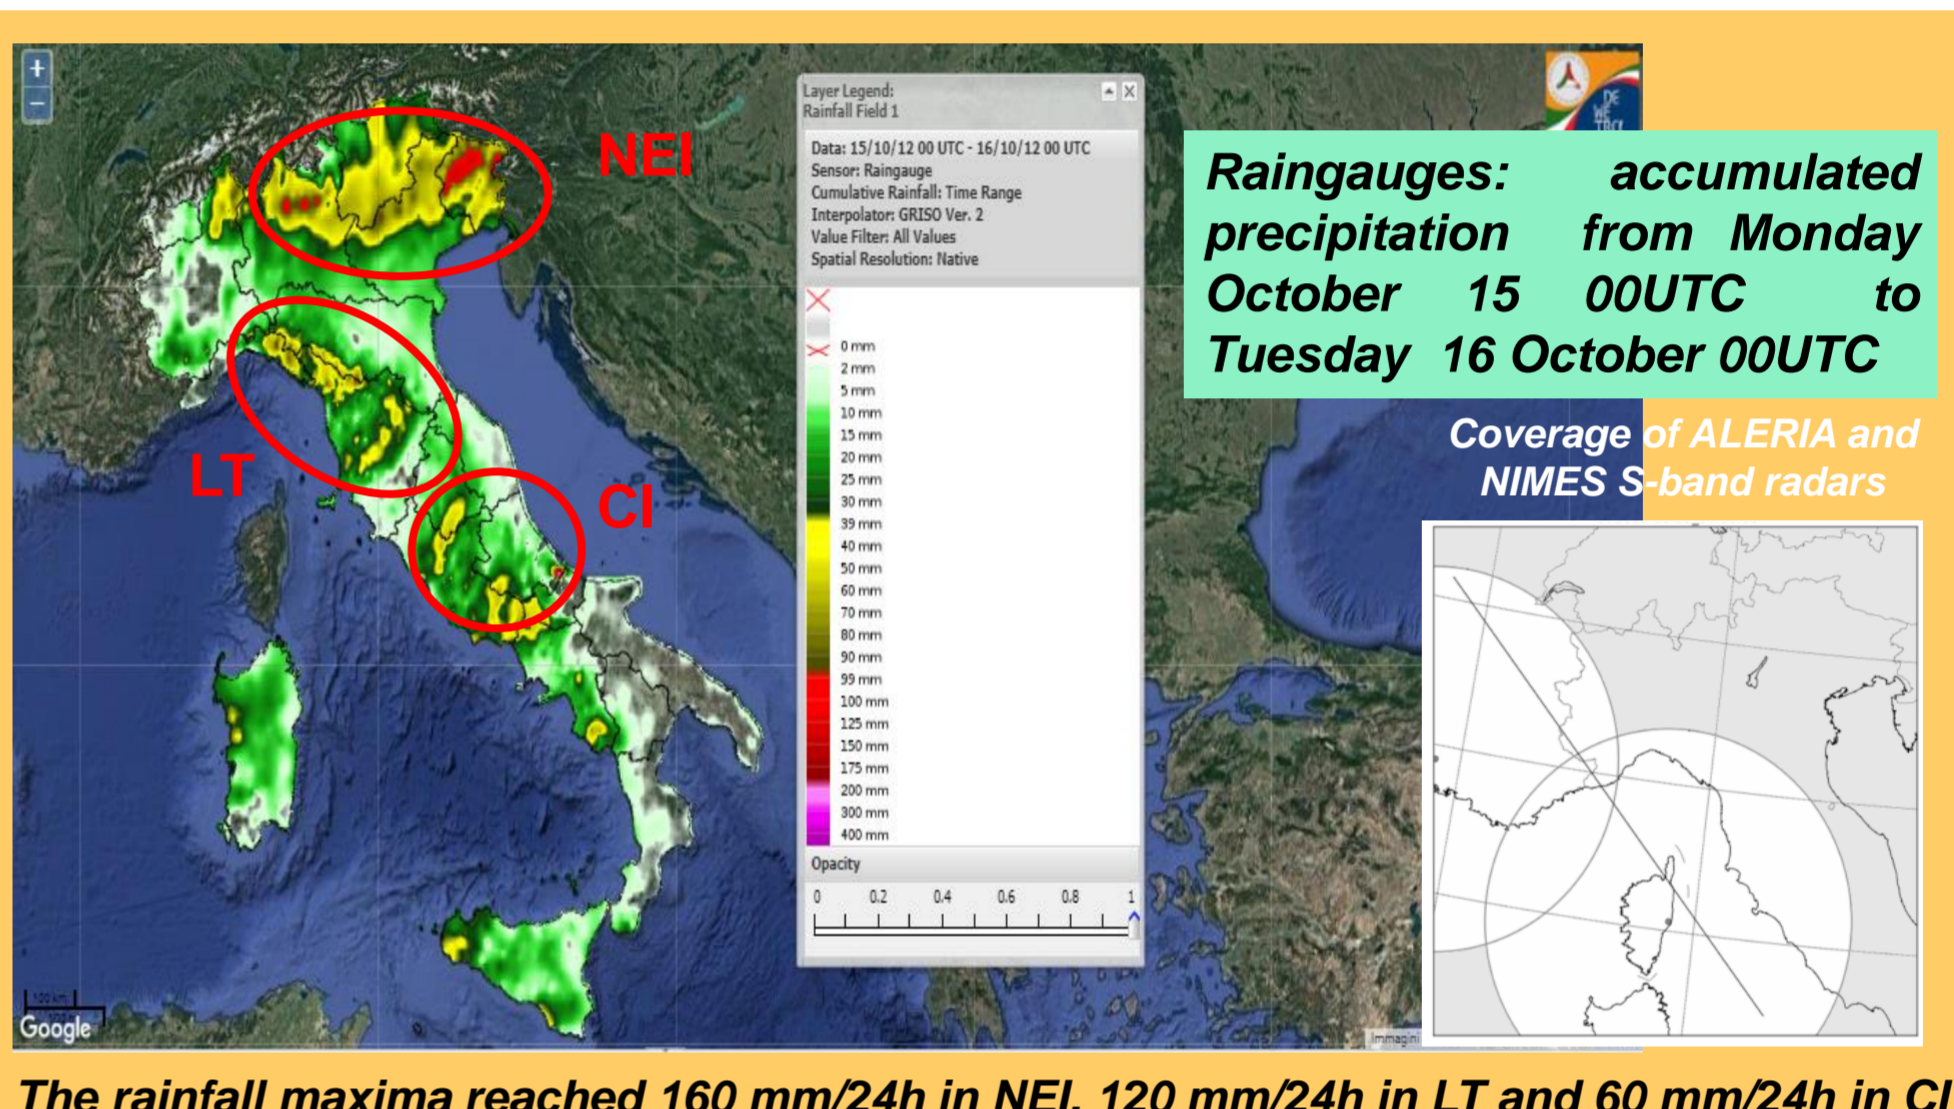 +
−
NEI
LT
CI
Layer Legend:
Rainfall Field 1
Data: 15/10/12 00 UTC - 16/10/12 00 UTC
Sensor: Raingauge
Cumulative Rainfall: Time Range
Interpolator: GRISO Ver. 2
Value Filter: All Values
Spatial Resolution: Native
0 mm
2 mm
5 mm
10 mm
15 mm
20 mm
25 mm
30 mm
39 mm
40 mm
50 mm
60 mm
70 mm
80 mm
90 mm
99 mm
100 mm
125 mm
150 mm
175 mm
200 mm
300 mm
400 mm
Opacity
0 0.2 0.4 0.6 0.8 1
Raingauges: accumulated
precipitation from Monday
October 15 00UTC to
Tuesday 16 October 00UTC
Coverage of ALERIA and
NIMES S-band radars
100 km
Google
Immagini
The rainfall maxima reached 160 mm/24h in NEI, 120 mm/24h in LT and 60 mm/24h in CI